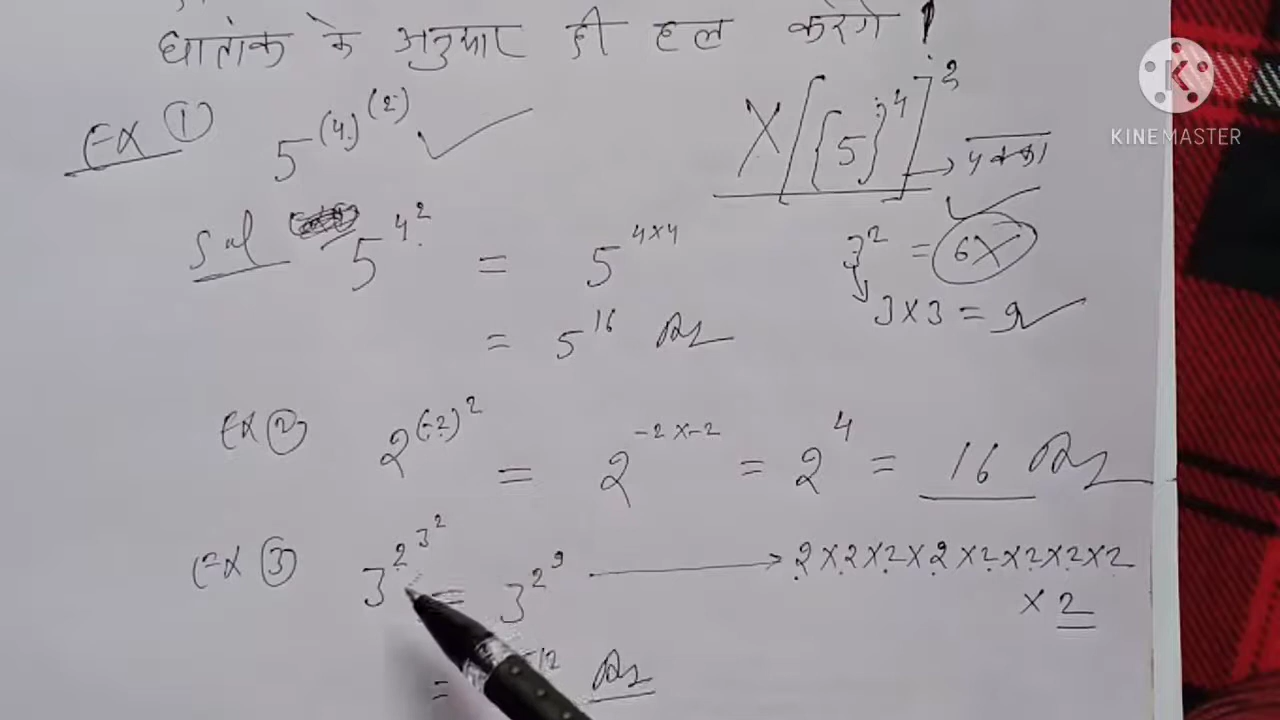 घातांक के अनुसार ही हल करेंगे।
Ex ① 5^(4)^(2) ✓
X [{5}^4]^2 →
Sol 5^4^2 = 5^4×4
3^2 = 6X
3×3 = 9 ✓
= 5^16 Ans
Ex ② 2^(-2)^2 = 2^-2×-2 = 2^4 = 16 Ans
Ex ③ 3^2^3^2 = 3^2^9 → 2×2×2×2×2×2×2×2
×2
= Ans
KINEMASTER